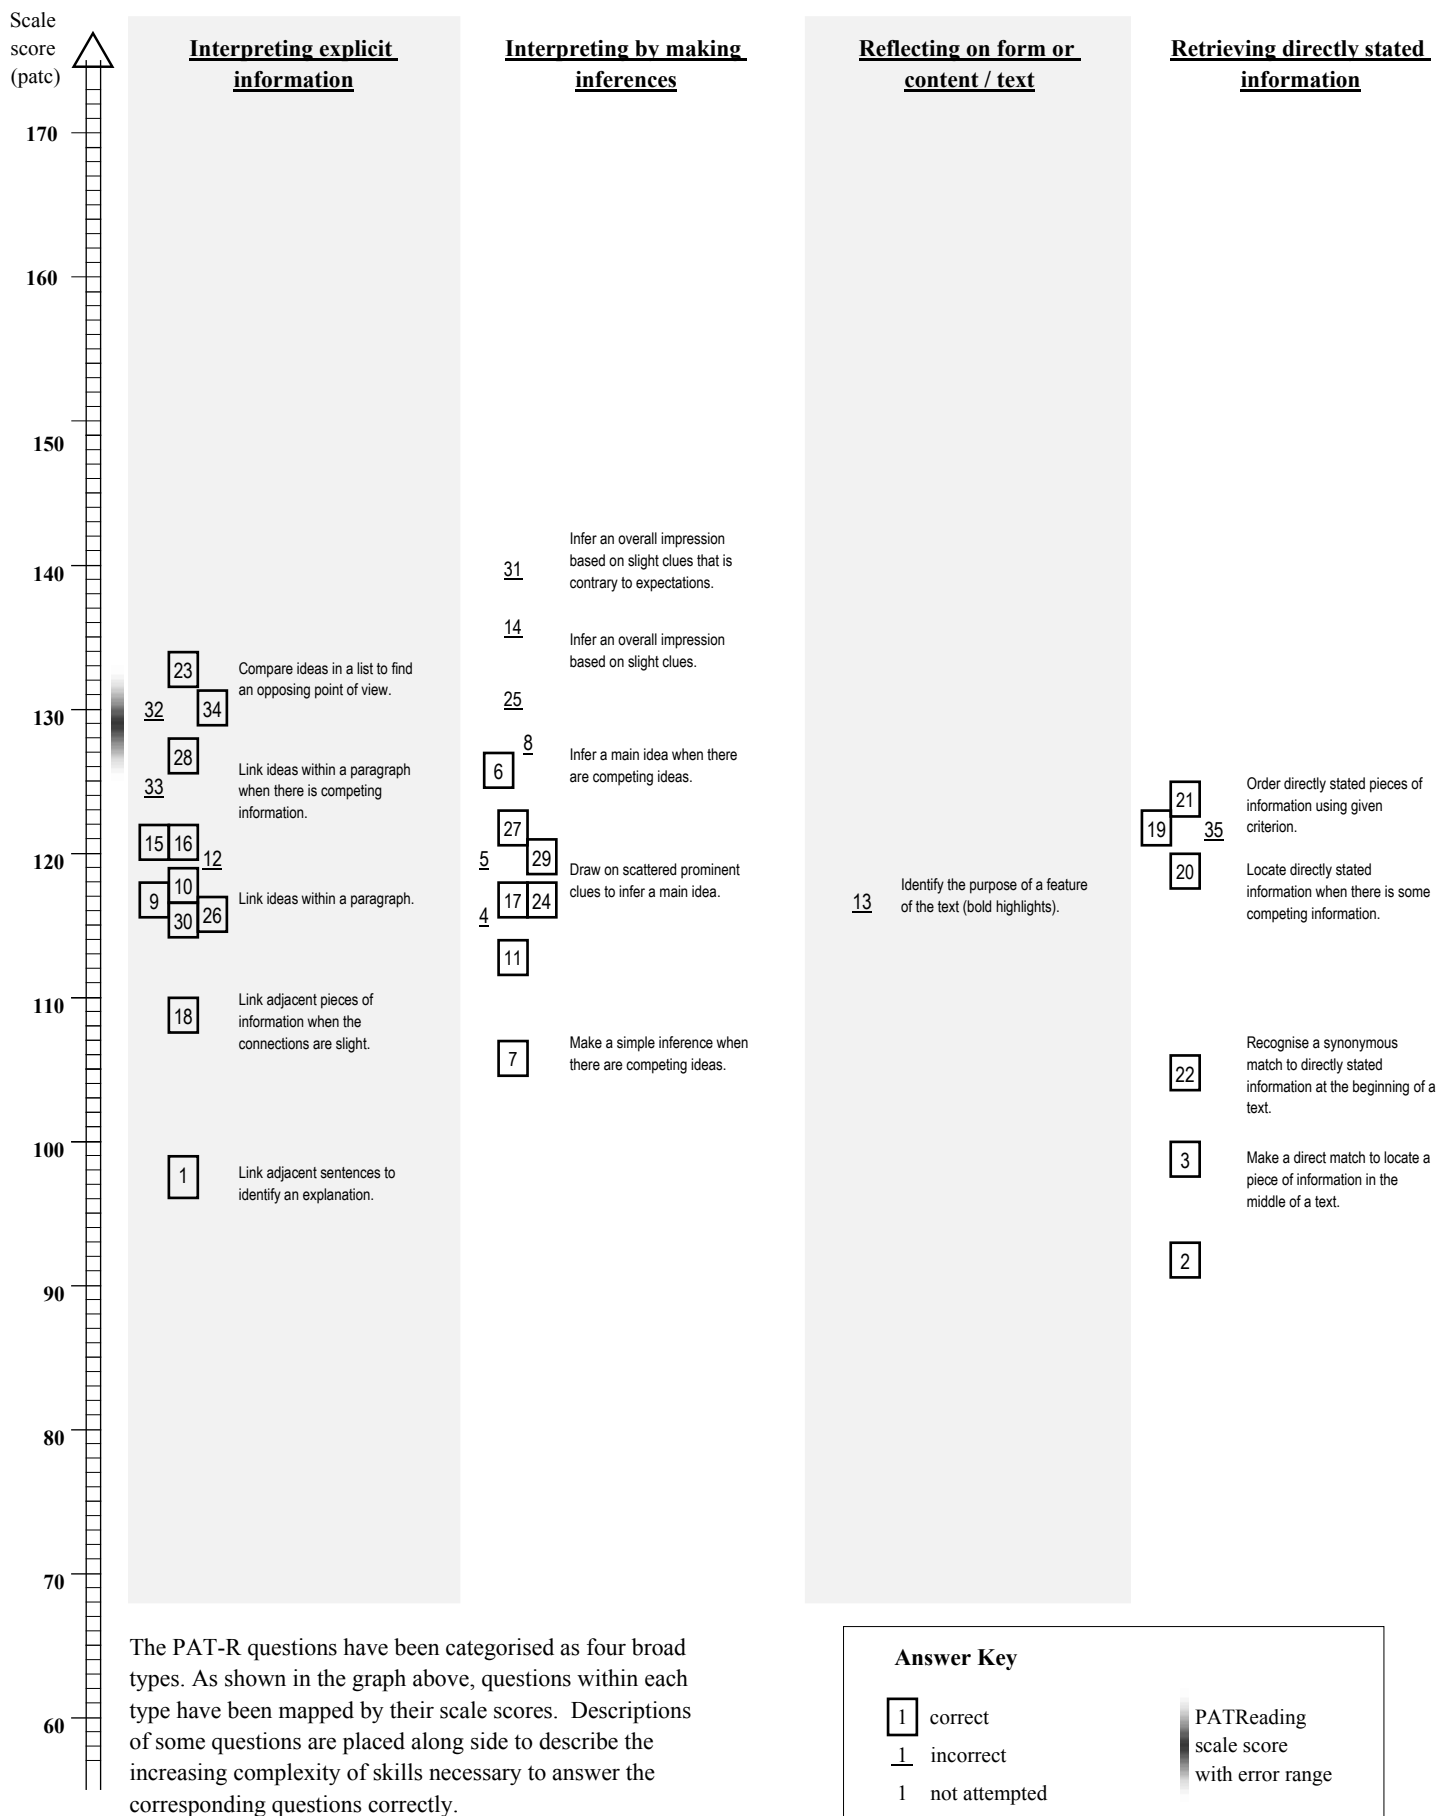 Scale
score
(patc)
Interpreting explicit
information
Interpreting by making
inferences
Reflecting on form or
content / text
Retrieving directly stated
information
170
160
150
140
130
120
110
100
90
80
70
60
23
32
34
28
33
15
16
12
10
9
30
26
18
1
Compare ideas in a list to find
an opposing point of view.
Link ideas within a paragraph
when there is competing
information.
Link ideas within a paragraph.
Link adjacent pieces of
information when the
connections are slight.
Link adjacent sentences to
identify an explanation.
31
14
25
8
6
27
5
29
17
24
4
11
7
Infer an overall impression
based on slight clues that is
contrary to expectations.
Infer an overall impression
based on slight clues.
Infer a main idea when there
are competing ideas.
Draw on scattered prominent
clues to infer a main idea.
Make a simple inference when
there are competing ideas.
13
Identify the purpose of a feature
of the text (bold highlights).
21
19
35
20
22
3
2
Order directly stated pieces of
information using given
criterion.
Locate directly stated
information when there is some
competing information.
Recognise a synonymous
match to directly stated
information at the beginning of a
text.
Make a direct match to locate a
piece of information in the
middle of a text.
The PAT-R questions have been categorised as four broad
types. As shown in the graph above, questions within each
type have been mapped by their scale scores. Descriptions
of some questions are placed along side to describe the
increasing complexity of skills necessary to answer the
corresponding questions correctly.
Answer Key
1 correct
1 incorrect
1 not attempted
PATReading
scale score
with error range